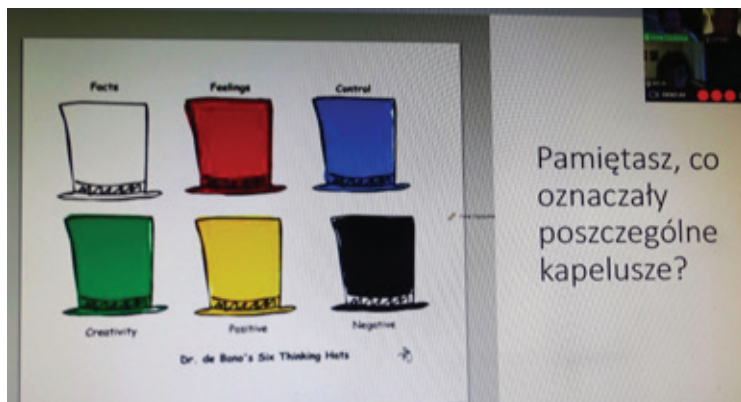 Facts Feelings Control
Creativity Positive Negative
Dr. de Bono's Six Thinking Hats
Pamiętasz, co
oznaczały
poszczególne
kapelusze?